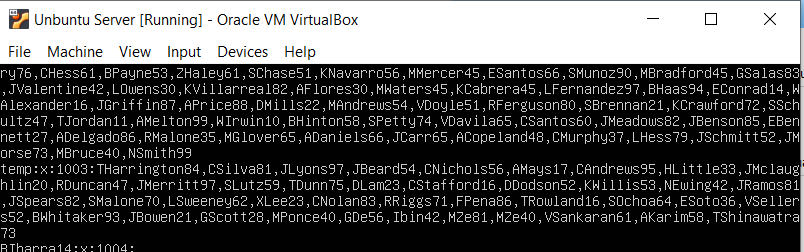 Unbuntu Server [Running] - Oracle VM VirtualBox
File Machine View Input Devices Help
ry76,CHess61,BPayne53,ZHaley61,SChase51,KNavarro56,MMercer45,ESantos66,SMunoz90,MBradford45,GSalas83
,JValentine42,LOwens30,KVillarreal82,AFlores30,MWaters45,KCabrera45,LFernandez97,BHaas94,EConrad14,W
Alexander16,JGriffin87,APrice88,DMills22,MAndrews54,VDoyle51,RFerguson80,SBrennan21,KCrawford72,SSch
ultz47,TJordan11,AMelton99,WIrwin10,BHinton58,SPetty74,VDavila65,CSantos60,JMeadows82,JBenson85,EBen
nett27,ADelgado86,RMalone35,MGlover65,ADaniels66,JCarr65,ACopeland48,CMurphy37,LHess79,JSchmitt52,JM
orse73,MBruce40,NSmith99
temp:x:1003:THarrington84,CSilva81,JLyons97,JBeard54,CNichols56,AMays17,CAndrews95,HLittle33,JMclaug
hlin20,RDuncan47,JMerritt97,SLutz59,TDunn75,DLam23,CStafford16,DDodson52,KWillis53,NEwing42,JRamos81
,JSpears82,SMalone70,LSweeney62,XLee23,CNolan83,RRiggs71,FPena86,TRowland16,SOchoa64,ESoto36,VSeller
s52,BWhitaker93,JBowen21,GScott28,MPonce40,GDe56,Ibin42,MZe81,MZe40,VSankaran61,AKarim58,TShinawatra
73
BIbarra14:x:1004: